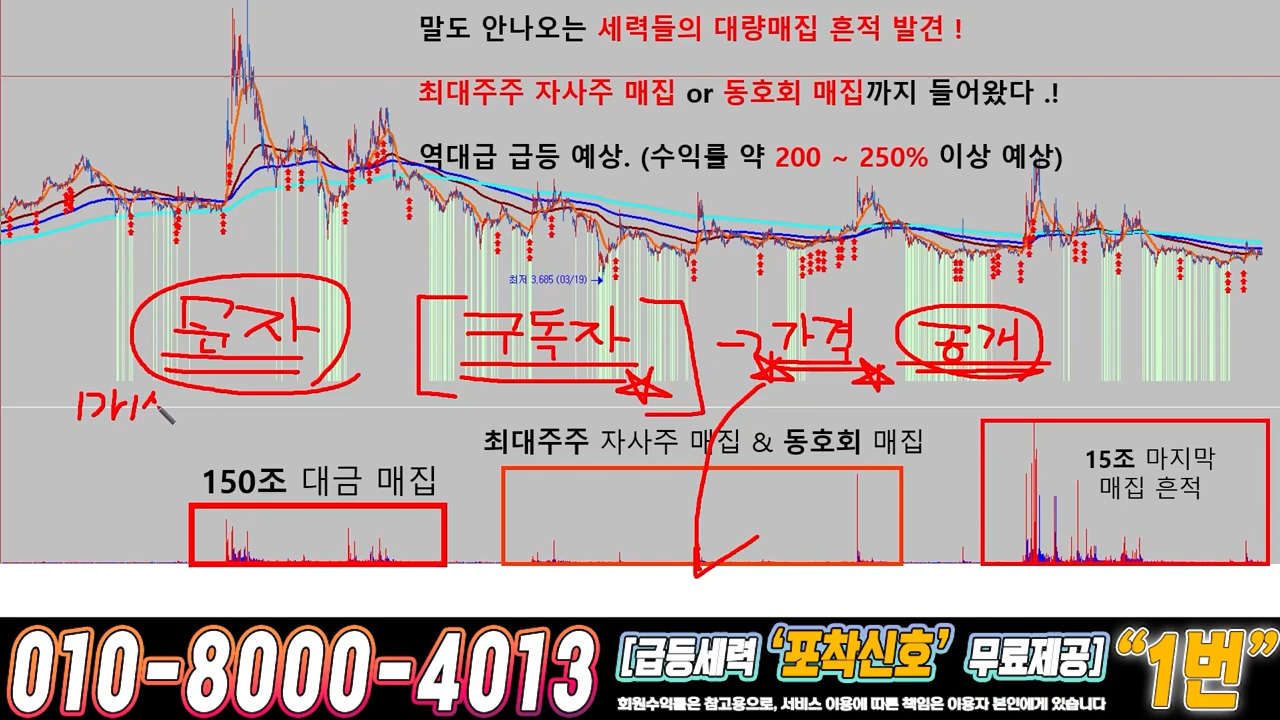 말도 안나오는 세력들의 대량매집 흔적 발견 !
최대주주 자사주 매집 or 동호회 매집까지 들어왔다 .!
역대급 급등 예상. (수익률 약 200 ~ 250% 이상 예상)
최저 3,685 (03/19)
문자 구독자 가격 공개
최대주주 자사주 매집 & 동호회 매집
150조 대금 매집
15조 마지막
매집 흔적
010-8000-4013
[급등세력 ‘포착신호’ 무료제공] “1번”
회원수익률은 참고용으로, 서비스 이용에 따른 책임은 이용자 본인에게 있습니다